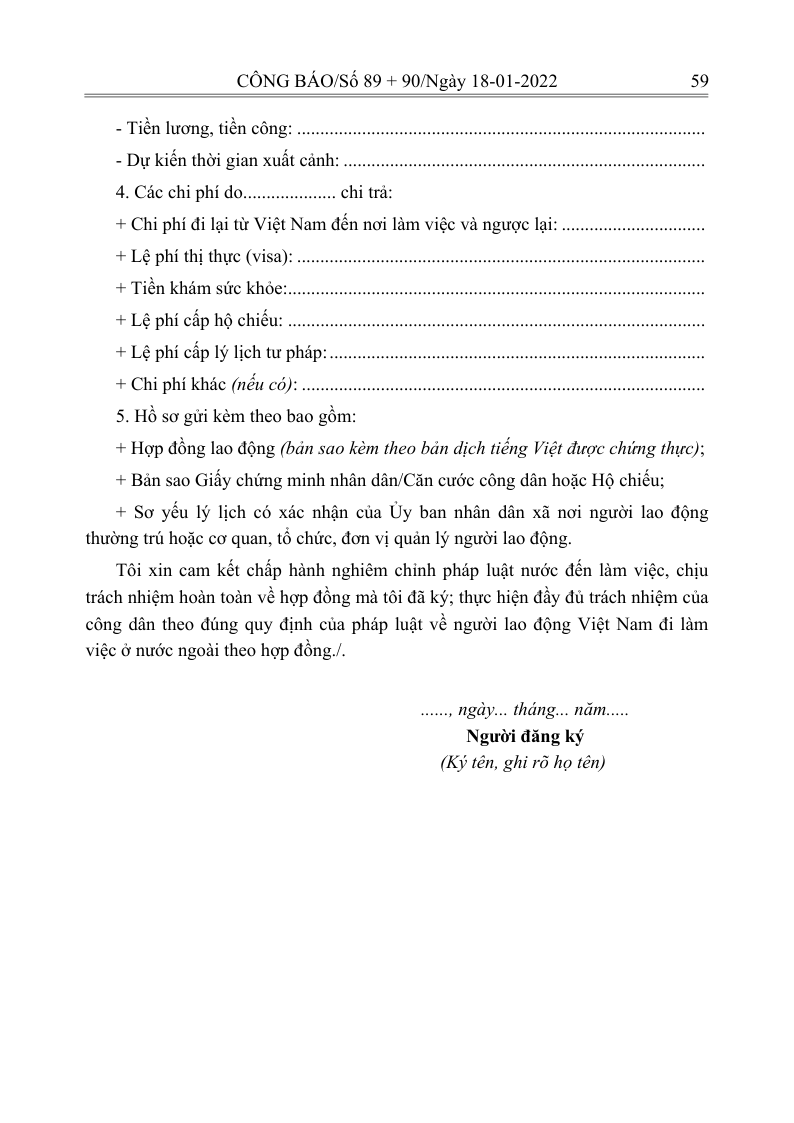 CÔNG BÁO/Số 89 + 90/Ngày 18-01-2022 59
- Tiền lương, tiền công: ........................................................................................
- Dự kiến thời gian xuất cảnh: ..............................................................................
4. Các chi phí do.................... chi trả:
+ Chi phí đi lại từ Việt Nam đến nơi làm việc và ngược lại: ...............................
+ Lệ phí thị thực (visa): ........................................................................................
+ Tiền khám sức khỏe:..........................................................................................
+ Lệ phí cấp hộ chiếu: ..........................................................................................
+ Lệ phí cấp lý lịch tư pháp:.................................................................................
+ Chi phí khác (nếu có): .......................................................................................
5. Hồ sơ gửi kèm theo bao gồm:
+ Hợp đồng lao động (bản sao kèm theo bản dịch tiếng Việt được chứng thực);
+ Bản sao Giấy chứng minh nhân dân/Căn cước công dân hoặc Hộ chiếu;
+ Sơ yếu lý lịch có xác nhận của Ủy ban nhân dân xã nơi người lao động
thường trú hoặc cơ quan, tổ chức, đơn vị quản lý người lao động.
Tôi xin cam kết chấp hành nghiêm chỉnh pháp luật nước đến làm việc, chịu
trách nhiệm hoàn toàn về hợp đồng mà tôi đã ký; thực hiện đầy đủ trách nhiệm của
công dân theo đúng quy định của pháp luật về người lao động Việt Nam đi làm
việc ở nước ngoài theo hợp đồng./.
......, ngày... tháng... năm.....
Người đăng ký
(Ký tên, ghi rõ họ tên)